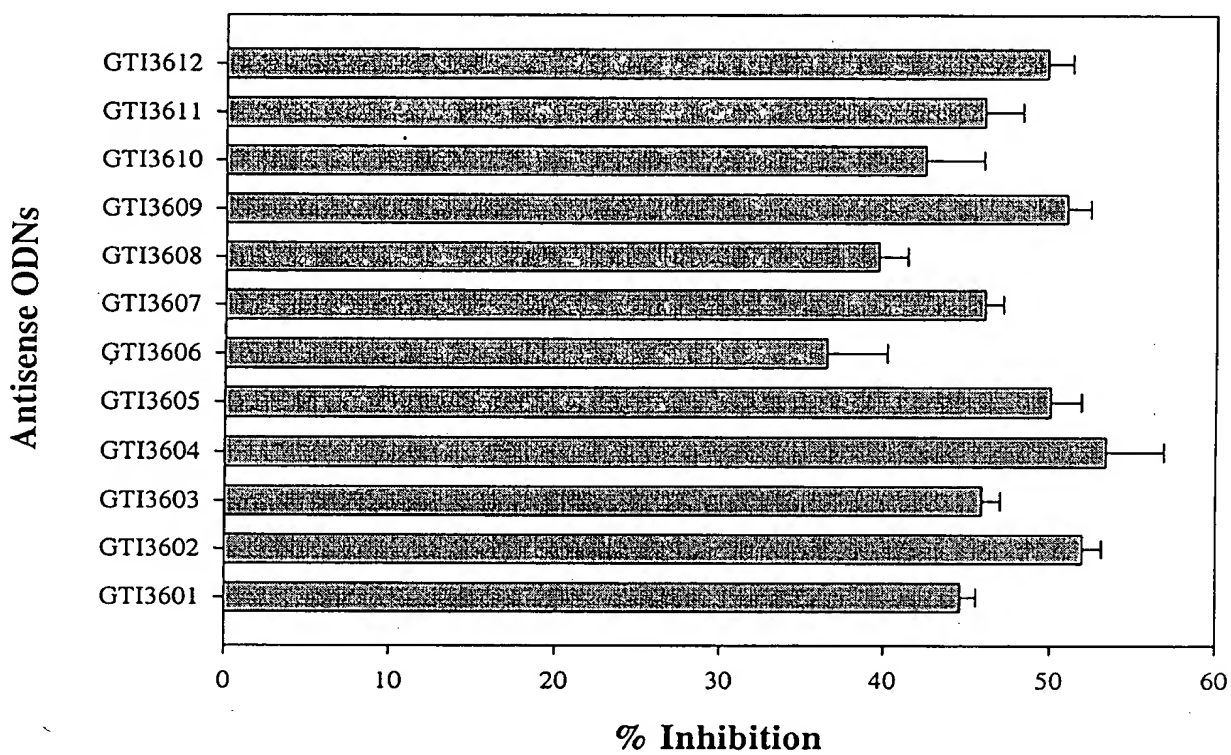 Antisense ODNs
GTI3612
GTI3611
GTI3610
GTI3609
GTI3608
GTI3607
GTI3606
GTI3605
GTI3604
GTI3603
GTI3602
GTI3601
0 10 20 30 40 50 60
% Inhibition